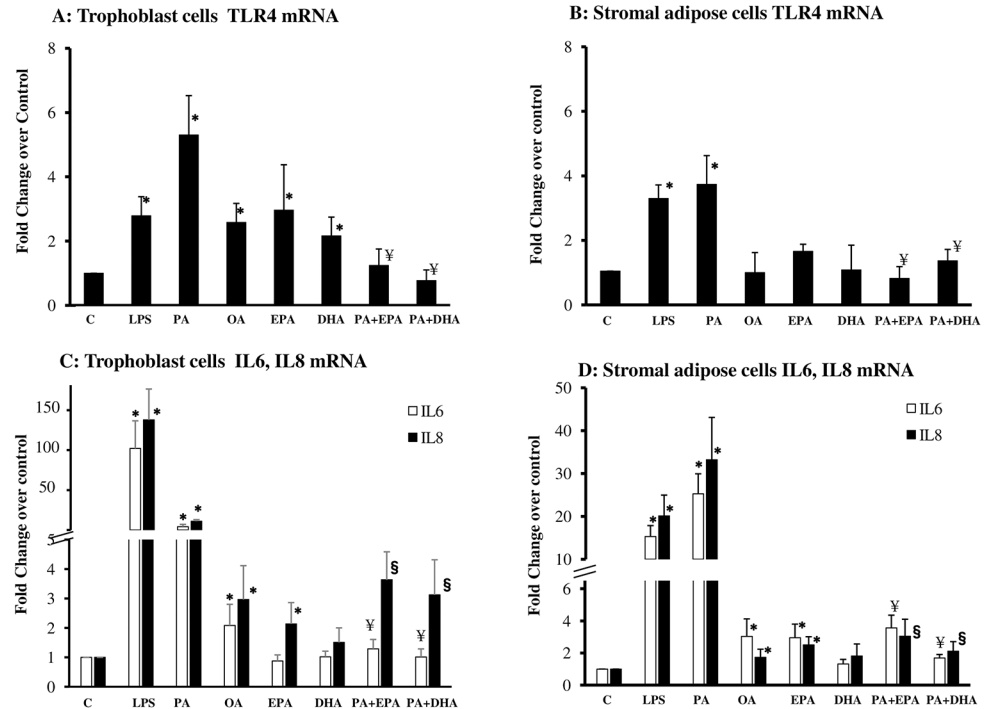 A: Trophoblast cells TLR4 mRNA
Fold Change over Control
8
6
4
2
0
* * * * * ¥ ¥
C LPS PA OA EPA DHA PA+EPA PA+DHA
B: Stromal adipose cells TLR4 mRNA
Fold Change over control
8
6
4
2
0
* * ¥ ¥
C LPS PA OA EPA DHA PA+EPA PA+DHA
C: Trophoblast cells IL6, IL8 mRNA
Fold Change over control
150
100
50
5
4
3
2
1
0
IL6
IL8
* * * * * * * ¥ § ¥ §
C LPS PA OA EPA DHA PA+EPA PA+DHA
D: Stromal adipose cells IL6, IL8 mRNA
Fold Change over control
50
40
30
20
10
6
4
2
0
IL6
IL8
* * * * * * * * ¥ § ¥ §
C LPS PA OA EPA DHA PA+EPA PA+DHA